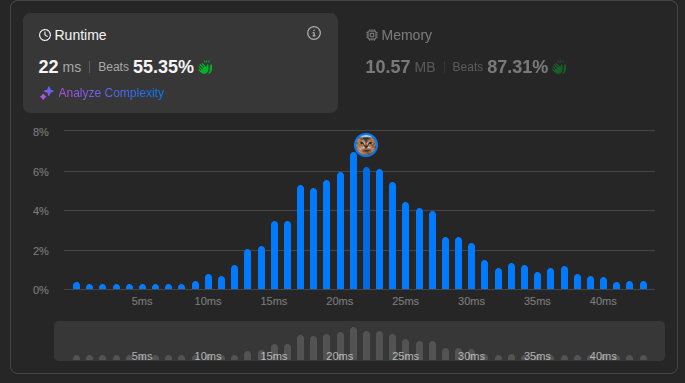 Runtime
22 ms | Beats 55.35%
Analyze Complexity
Memory
10.57 MB | Beats 87.31%
8%
6%
4%
2%
0%
5ms 10ms 15ms 20ms 25ms 30ms 35ms 40ms
5ms 10ms 15ms 20ms 25ms 30ms 35ms 40ms